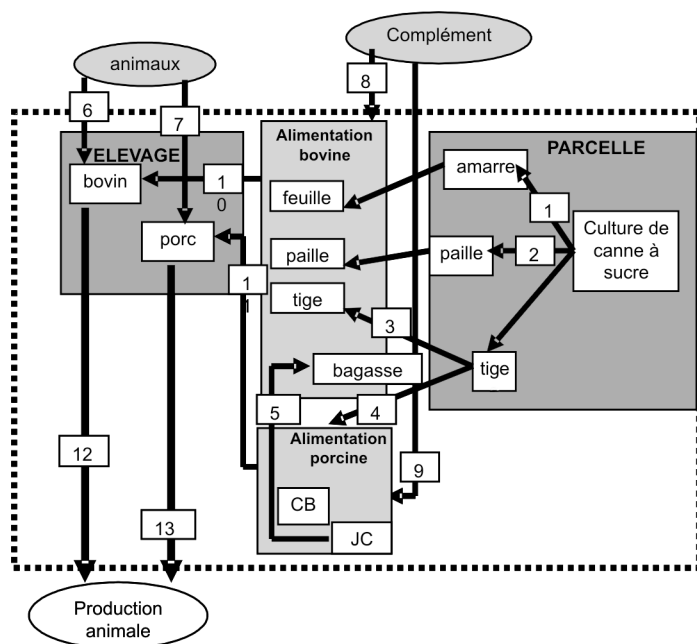 Complément
animaux
8
6
7
Alimentation
bovine
ELEVAGE
PARCELLE
bovin
1
0
feuille
amarre
1
Culture de
canne à
sucre
porc
paille
paille
2
1
1
tige
3
bagasse
tige
5
4
Alimentation
porcine
12
9
CB
13
JC
Production
animale